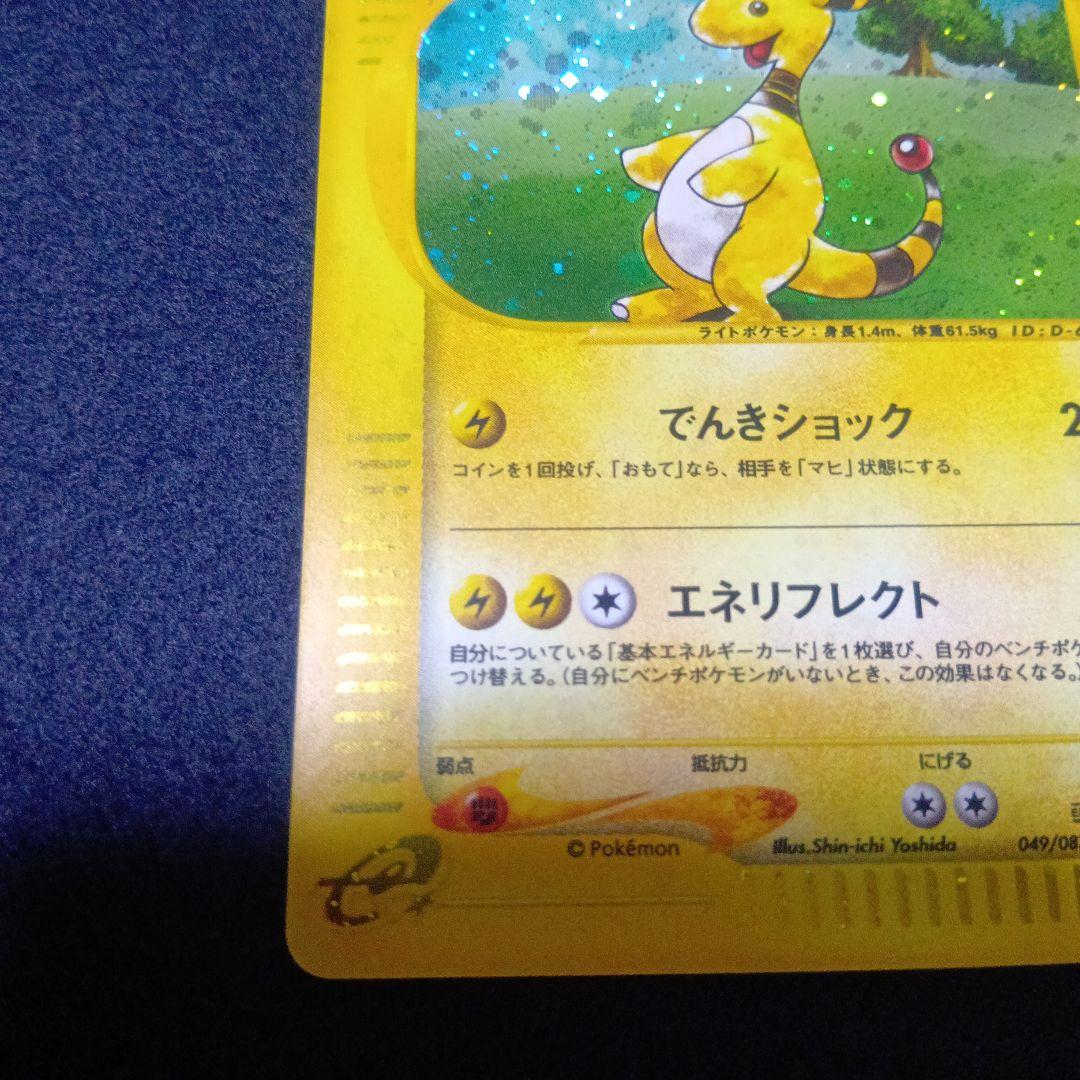 ライトポケモン：身長1.4m、体重61.5kg ID：D-
でんきショック 2
コインを1回投げ、「おもて」なら、相手を「マヒ」状態にする。
エネリフレクト
自分についている「基本エネルギーカード」を1枚選び、自分のベンチポケ
つけ替える。（自分にベンチポケモンがいないとき、この効果はなくなる。）
弱点 抵抗力 にげる
©Pokémon illus.Shin-ichi Yoshida 049/08